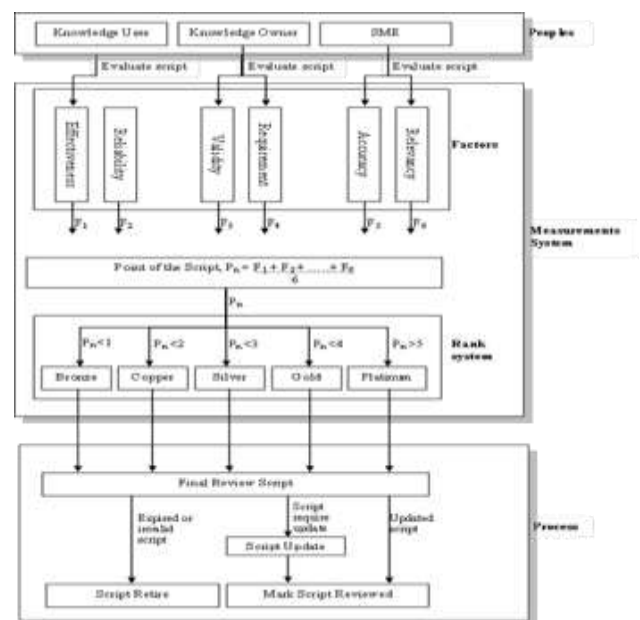 Knowledge User
Knowledge Owner
SME
Peoples
Evaluate script
Evaluate script
Evaluate script
Effectiveness
Reliability
Validity
Requirement
Accuracy
Relevancy
Factors
F1
F2
F3
F4
F5
F6
Measurements
System
Point of the Script, Pn = F1 + F2 + ..... + F6
6
Pn
Pn<1
Pn<2
Pn<3
Pn<4
Pn>5
Rank
system
Bronze
Copper
Silver
Gold
Platinum
Final Review Script
Expired or
invalid
script
Script
require
update
Updated
script
Process
Script Update
Script Retire
Mark Script Reviewed